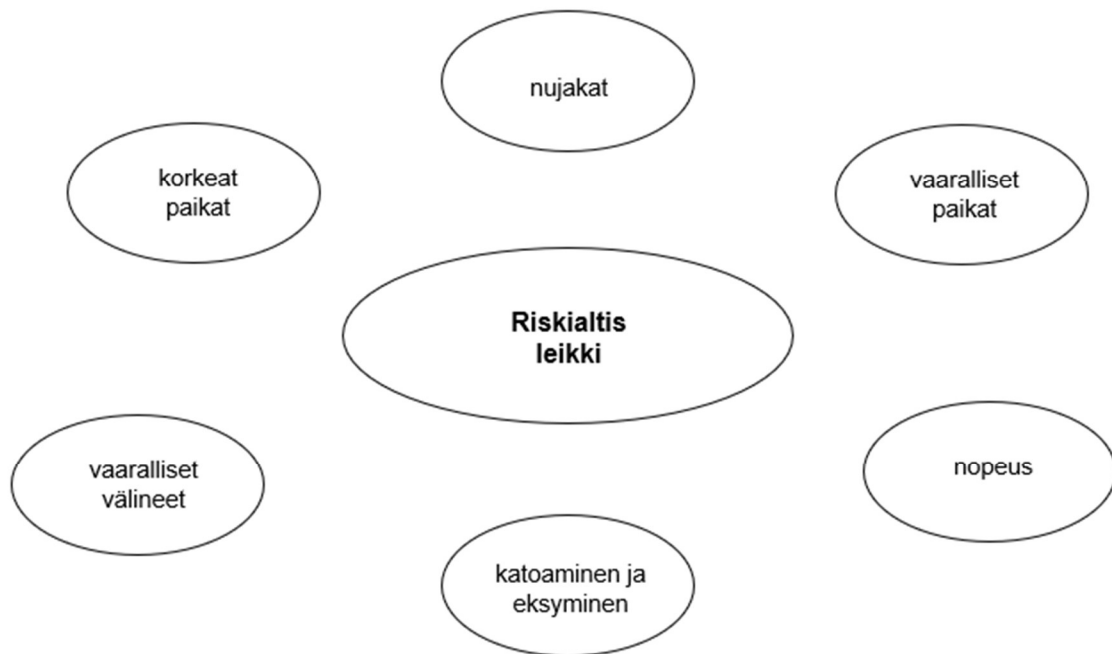 nujakat
korkeat
paikat
vaaralliset
paikat
Riskialtis
leikki
vaaralliset
välineet
nopeus
katoaminen ja
eksyminen